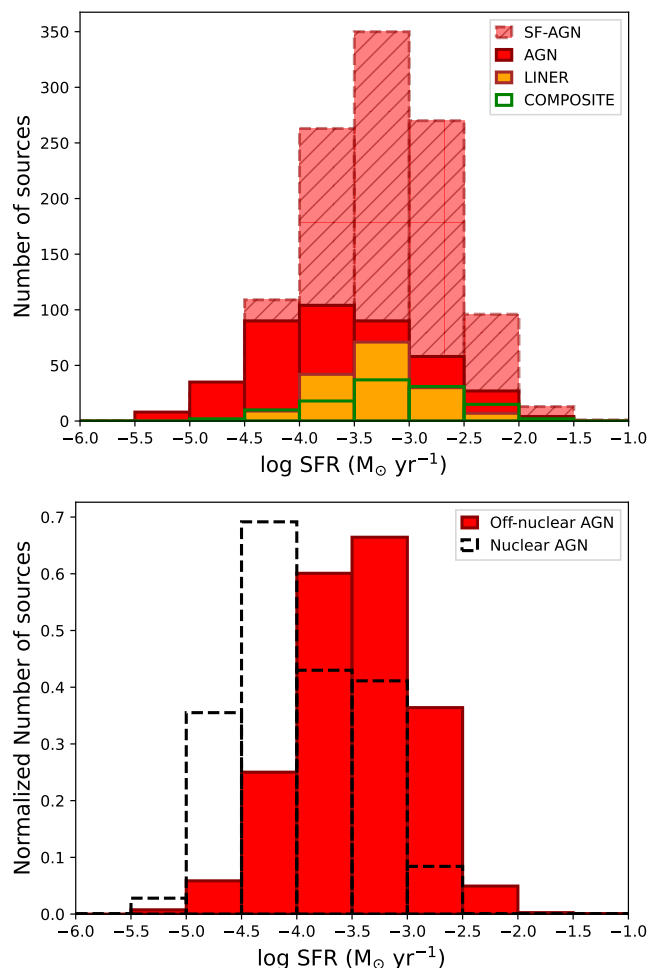 350
300
250
200
150
100
50
0
Number of sources
SF-AGN
AGN
LINER
COMPOSITE
−6.0 −5.5 −5.0 −4.5 −4.0 −3.5 −3.0 −2.5 −2.0 −1.5 −1.0
log SFR (M⊙ yr⁻¹)
0.7
0.6
0.5
0.4
0.3
0.2
0.1
0.0
Normalized Number of sources
Off-nuclear AGN
Nuclear AGN
−6.0 −5.5 −5.0 −4.5 −4.0 −3.5 −3.0 −2.5 −2.0 −1.5 −1.0
log SFR (M⊙ yr⁻¹)